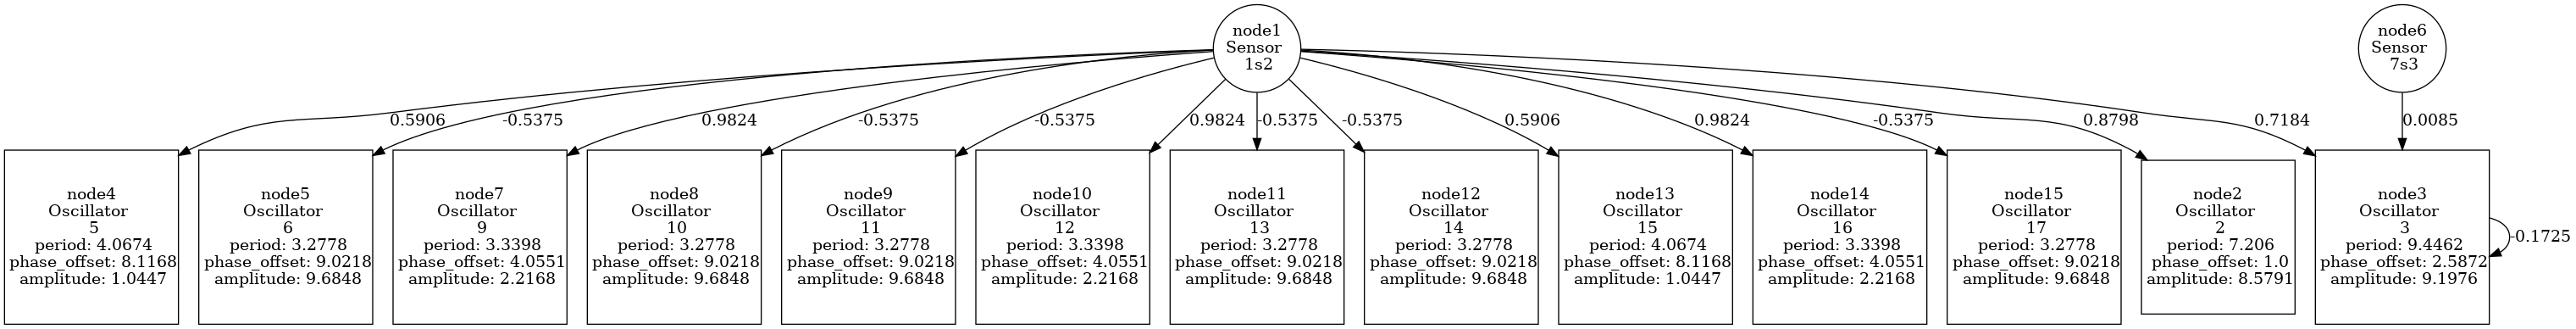 node1
Sensor
1s2
node6
Sensor
7s3
0.5906
-0.5375
0.9824
-0.5375
-0.5375
0.9824
-0.5375
-0.5375
0.5906
0.9824
-0.5375
0.8798
0.7184
0.0085
node4
Oscillator
5
period: 4.0674
phase_offset: 8.1168
amplitude: 1.0447
node5
Oscillator
6
period: 3.2778
phase_offset: 9.0218
amplitude: 9.6848
node7
Oscillator
9
period: 3.3398
phase_offset: 4.0551
amplitude: 2.2168
node8
Oscillator
10
period: 3.2778
phase_offset: 9.0218
amplitude: 9.6848
node9
Oscillator
11
period: 3.2778
phase_offset: 9.0218
amplitude: 9.6848
node10
Oscillator
12
period: 3.3398
phase_offset: 4.0551
amplitude: 2.2168
node11
Oscillator
13
period: 3.2778
phase_offset: 9.0218
amplitude: 9.6848
node12
Oscillator
14
period: 3.2778
phase_offset: 9.0218
amplitude: 9.6848
node13
Oscillator
15
period: 4.0674
phase_offset: 8.1168
amplitude: 1.0447
node14
Oscillator
16
period: 3.3398
phase_offset: 4.0551
amplitude: 2.2168
node15
Oscillator
17
period: 3.2778
phase_offset: 9.0218
amplitude: 9.6848
node2
Oscillator
2
period: 7.206
phase_offset: 1.0
amplitude: 8.5791
node3
Oscillator
3
period: 9.4462
phase_offset: 2.5872
amplitude: 9.1976
-0.1725